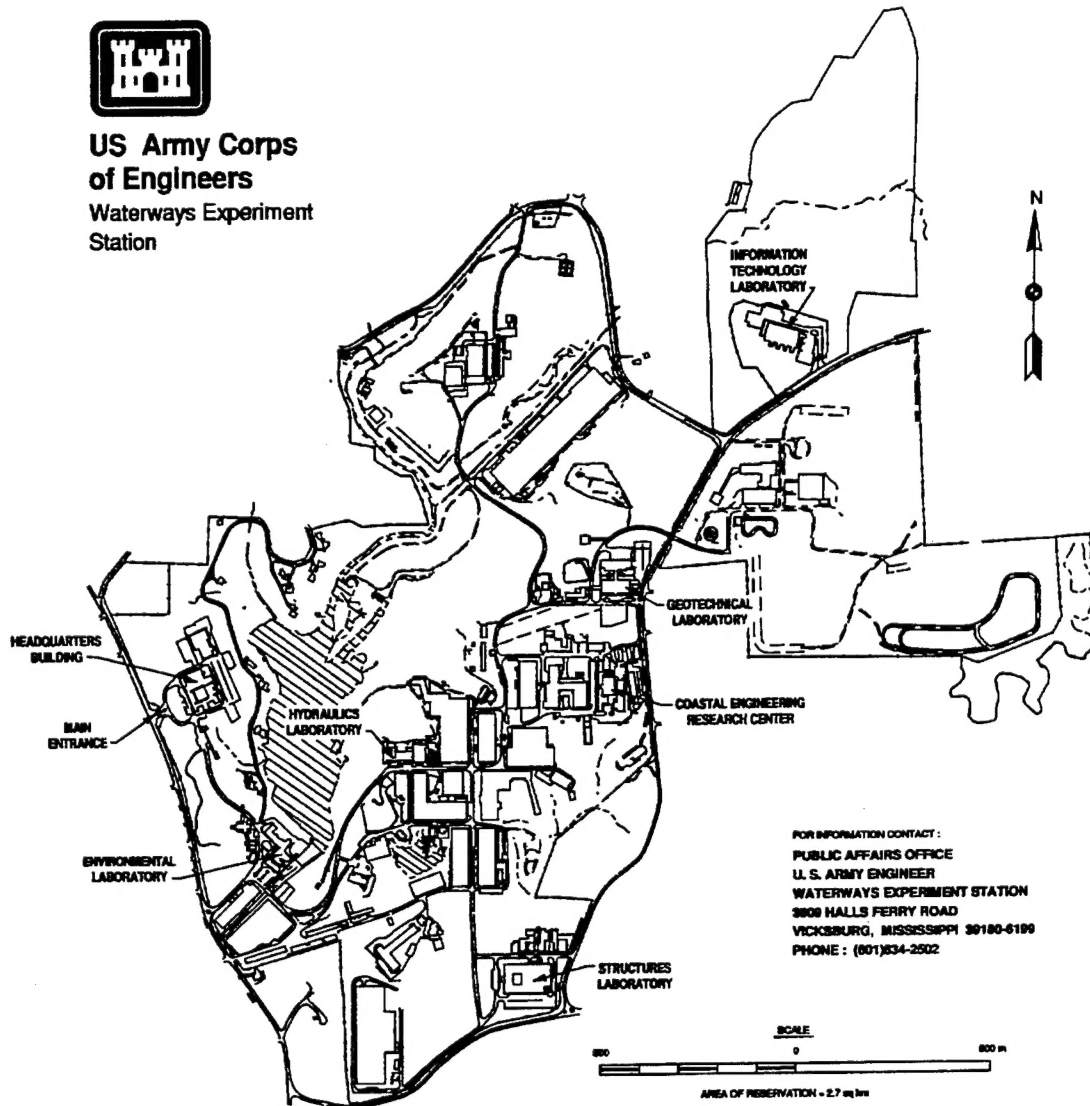 US Army Corps
of Engineers
Waterways Experiment
Station
N
INFORMATION
TECHNOLOGY
LABORATORY
GEOTECHNICAL
LABORATORY
HEADQUARTERS
BUILDING
MAIN
ENTRANCE
HYDRAULICS
LABORATORY
COASTAL ENGINEERING
RESEARCH CENTER
ENVIRONMENTAL
LABORATORY
FOR INFORMATION CONTACT :
PUBLIC AFFAIRS OFFICE
U. S. ARMY ENGINEER
WATERWAYS EXPERIMENT STATION
3909 HALLS FERRY ROAD
VICKSBURG, MISSISSIPPI 39180-6199
PHONE : (601)634-2502
STRUCTURES
LABORATORY
SCALE
0
m
AREA OF RESERVATION = 2.7 sq km